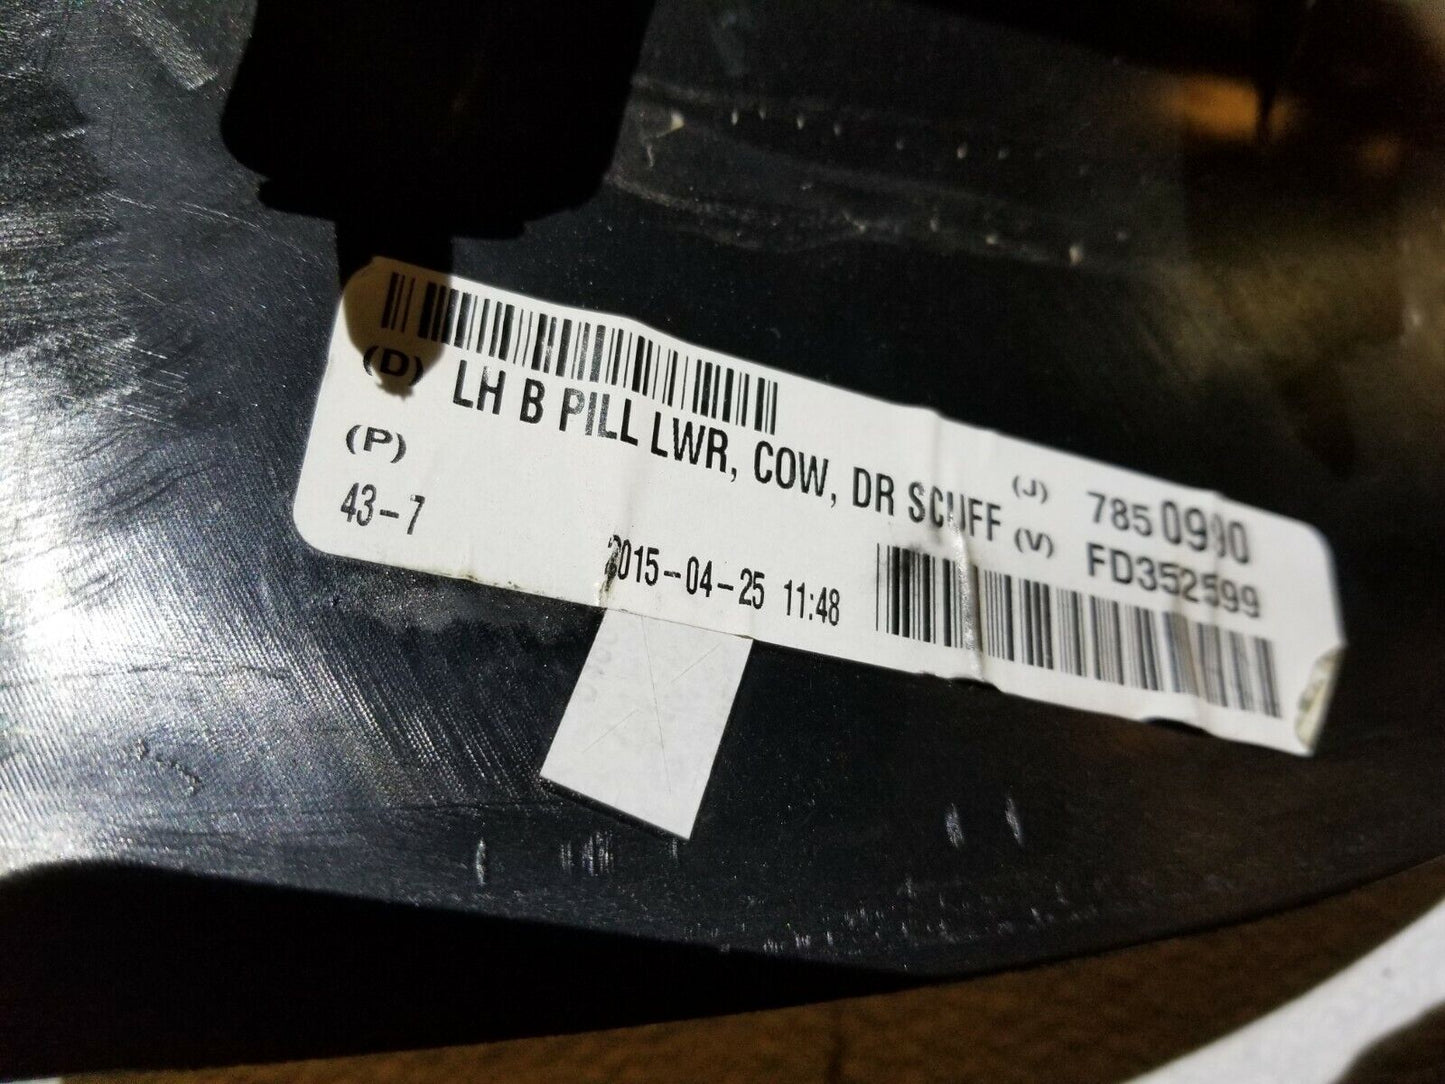 (D) LH B PILL LWR, COW, DR SCUFF
(P)
43-7
2015-04-25 11:48
(J) 7850990
(V) FD352599